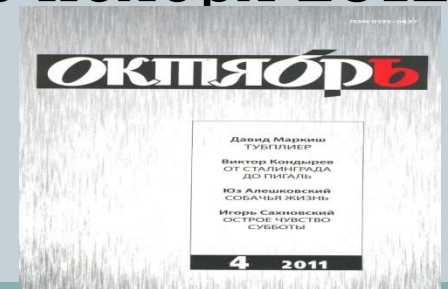 ISSN 0132-0637
октябрь
Давид Маркиш
ТУБПЛИЕР
Виктор Кондырев
ОТ СТАЛИНГРАДА
ДО ПИГАЛЬ
Юз Алешковский
СОБАЧЬЯ ЖИЗНЬ
Игорь Сахновский
ОСТРОЕ ЧУВСТВО
СУББОТЫ
4 2011